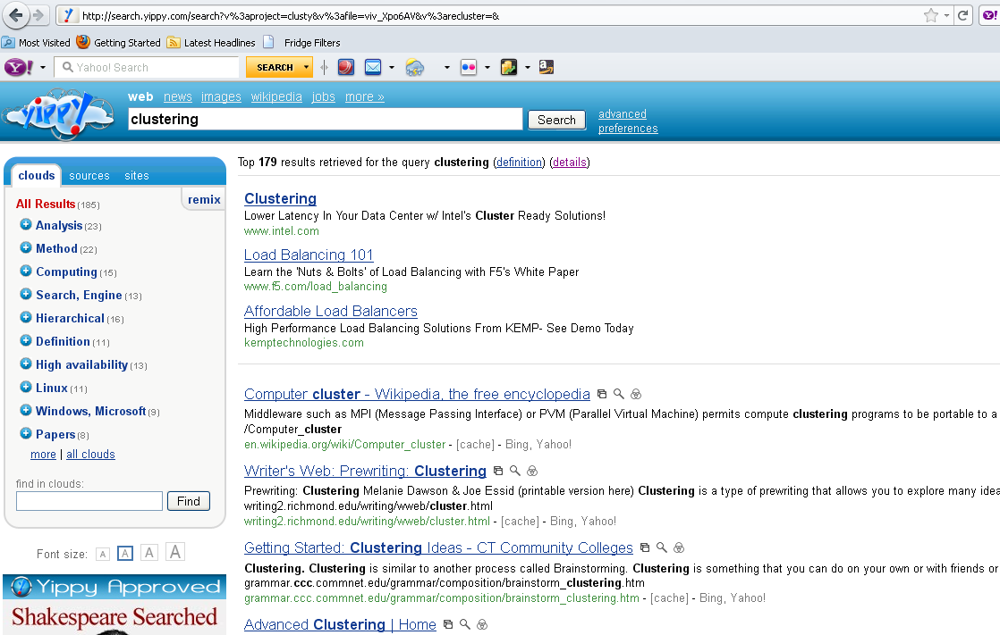 http://search.yippy.com/search?v%3aproject=clusty&v%3afile=viv_Xpo6AV&v%3arecluster=&
Most Visited Getting Started Latest Headlines Fridge Filters
Y! Yahoo! Search SEARCH
yippy!
web news images wikipedia jobs more »
clustering Search advanced
preferences
clouds sources sites
remix
All Results (185)
Analysis (23)
Method (22)
Computing (15)
Search, Engine (13)
Hierarchical (16)
Definition (11)
High availability (13)
Linux (11)
Windows, Microsoft (9)
Papers (8)
more | all clouds
find in clouds:
Find
Font size: A A A A
Yippy Approved
Shakespeare Searched
Top 179 results retrieved for the query clustering (definition) (details)
Clustering
Lower Latency In Your Data Center w/ Intel's Cluster Ready Solutions!
www.intel.com
Load Balancing 101
Learn the 'Nuts & Bolts' of Load Balancing with F5's White Paper
www.f5.com/load_balancing
Affordable Load Balancers
High Performance Load Balancing Solutions From KEMP- See Demo Today
kemptechnologies.com
Computer cluster - Wikipedia, the free encyclopedia
Middleware such as MPI (Message Passing Interface) or PVM (Parallel Virtual Machine) permits compute clustering programs to be portable to a
/Computer_cluster
en.wikipedia.org/wiki/Computer_cluster - [cache] - Bing, Yahoo!
Writer's Web: Prewriting: Clustering
Prewriting: Clustering Melanie Dawson & Joe Essid (printable version here) Clustering is a type of prewriting that allows you to explore many idea
writing2.richmond.edu/writing/wweb/cluster.html
writing2.richmond.edu/writing/wweb/cluster.html - [cache] - Bing, Yahoo!
Getting Started: Clustering Ideas - CT Community Colleges
Clustering. Clustering is similar to another process called Brainstorming. Clustering is something that you can do on your own or with friends or
grammar.ccc.commnet.edu/grammar/composition/brainstorm_clustering.htm
grammar.ccc.commnet.edu/grammar/composition/brainstorm_clustering.htm - [cache] - Bing, Yahoo!
Advanced Clustering | Home